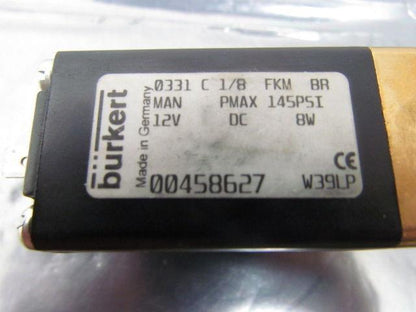 bürkert
Made in Germany
0331 C 1/8 FKM BR
MAN PMAX 145PSI
12V DC 8W
CE
00458627 W39LP